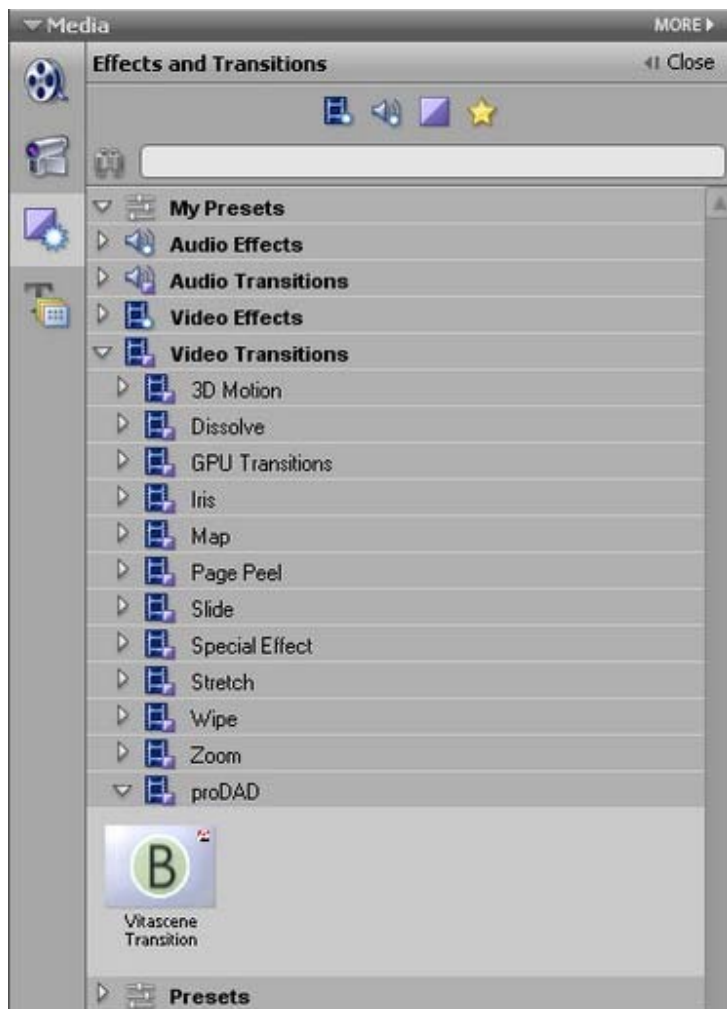 Media MORE
Effects and Transitions Close
My Presets
Audio Effects
Audio Transitions
Video Effects
Video Transitions
3D Motion
Dissolve
GPU Transitions
Iris
Map
Page Peel
Slide
Special Effect
Stretch
Wipe
Zoom
proDAD
B
Vitascene
Transition
Presets